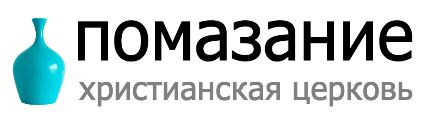 помазание
христианская церковь